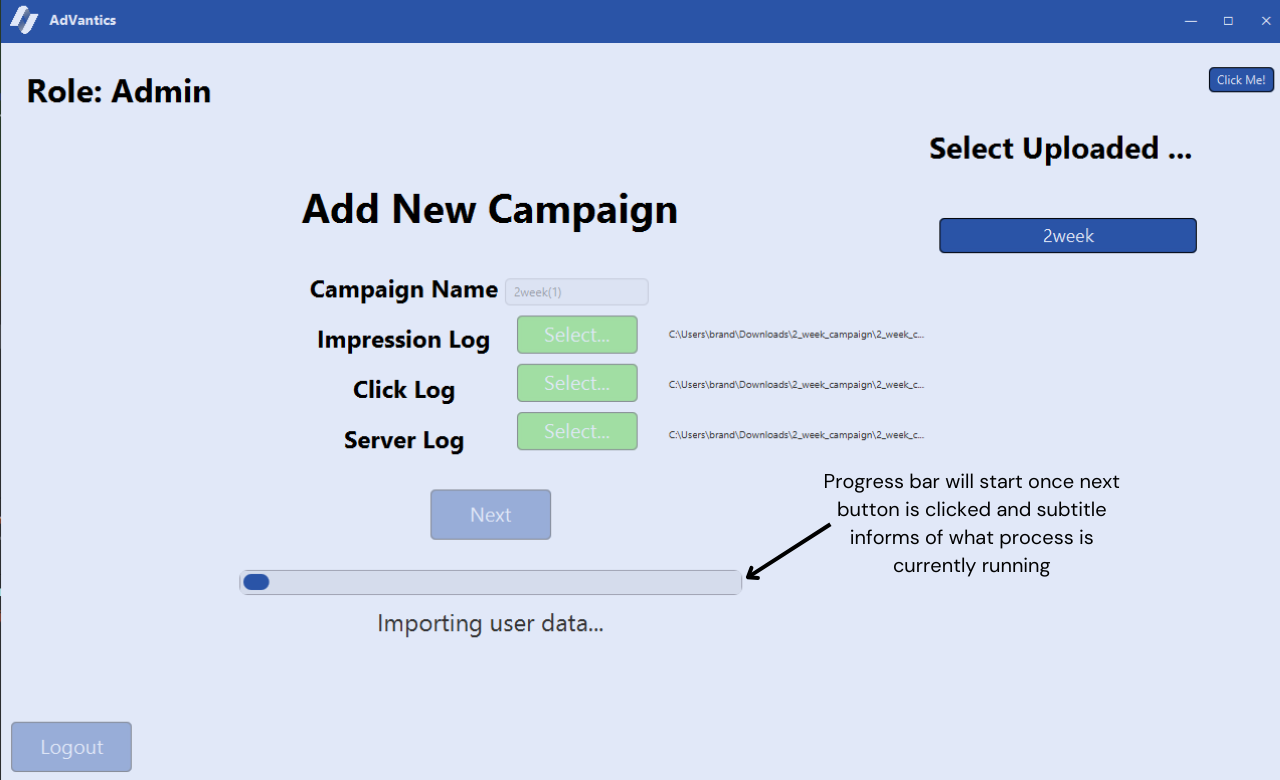 AdVantics
Role: Admin
Click Me!
Select Uploaded ...
Add New Campaign
2week
Campaign Name
2week(1)
Impression Log
Select...
C:\Users\brand\Downloads\2_week_campaign\2_week_c...
Click Log
Select...
C:\Users\brand\Downloads\2_week_campaign\2_week_c...
Server Log
Select...
C:\Users\brand\Downloads\2_week_campaign\2_week_c...
Progress bar will start once next
button is clicked and subtitle
informs of what process is
currently running
Next
Importing user data...
Logout